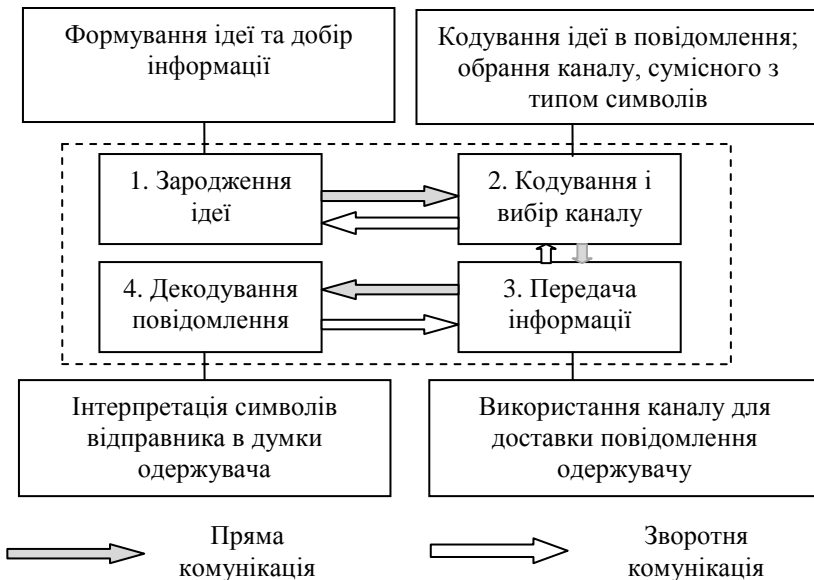 Формування ідеї та добір
інформації
Кодування ідеї в повідомлення;
обрання каналу, сумісного з
типом символів
1. Зародження
ідеї
2. Кодування і
вибір каналу
4. Декодування
повідомлення
3. Передача
інформації
Інтерпретація символів
відправника в думки
одержувача
Використання каналу для
доставки повідомлення
одержувачу
Пряма
комунікація
Зворотня
комунікація